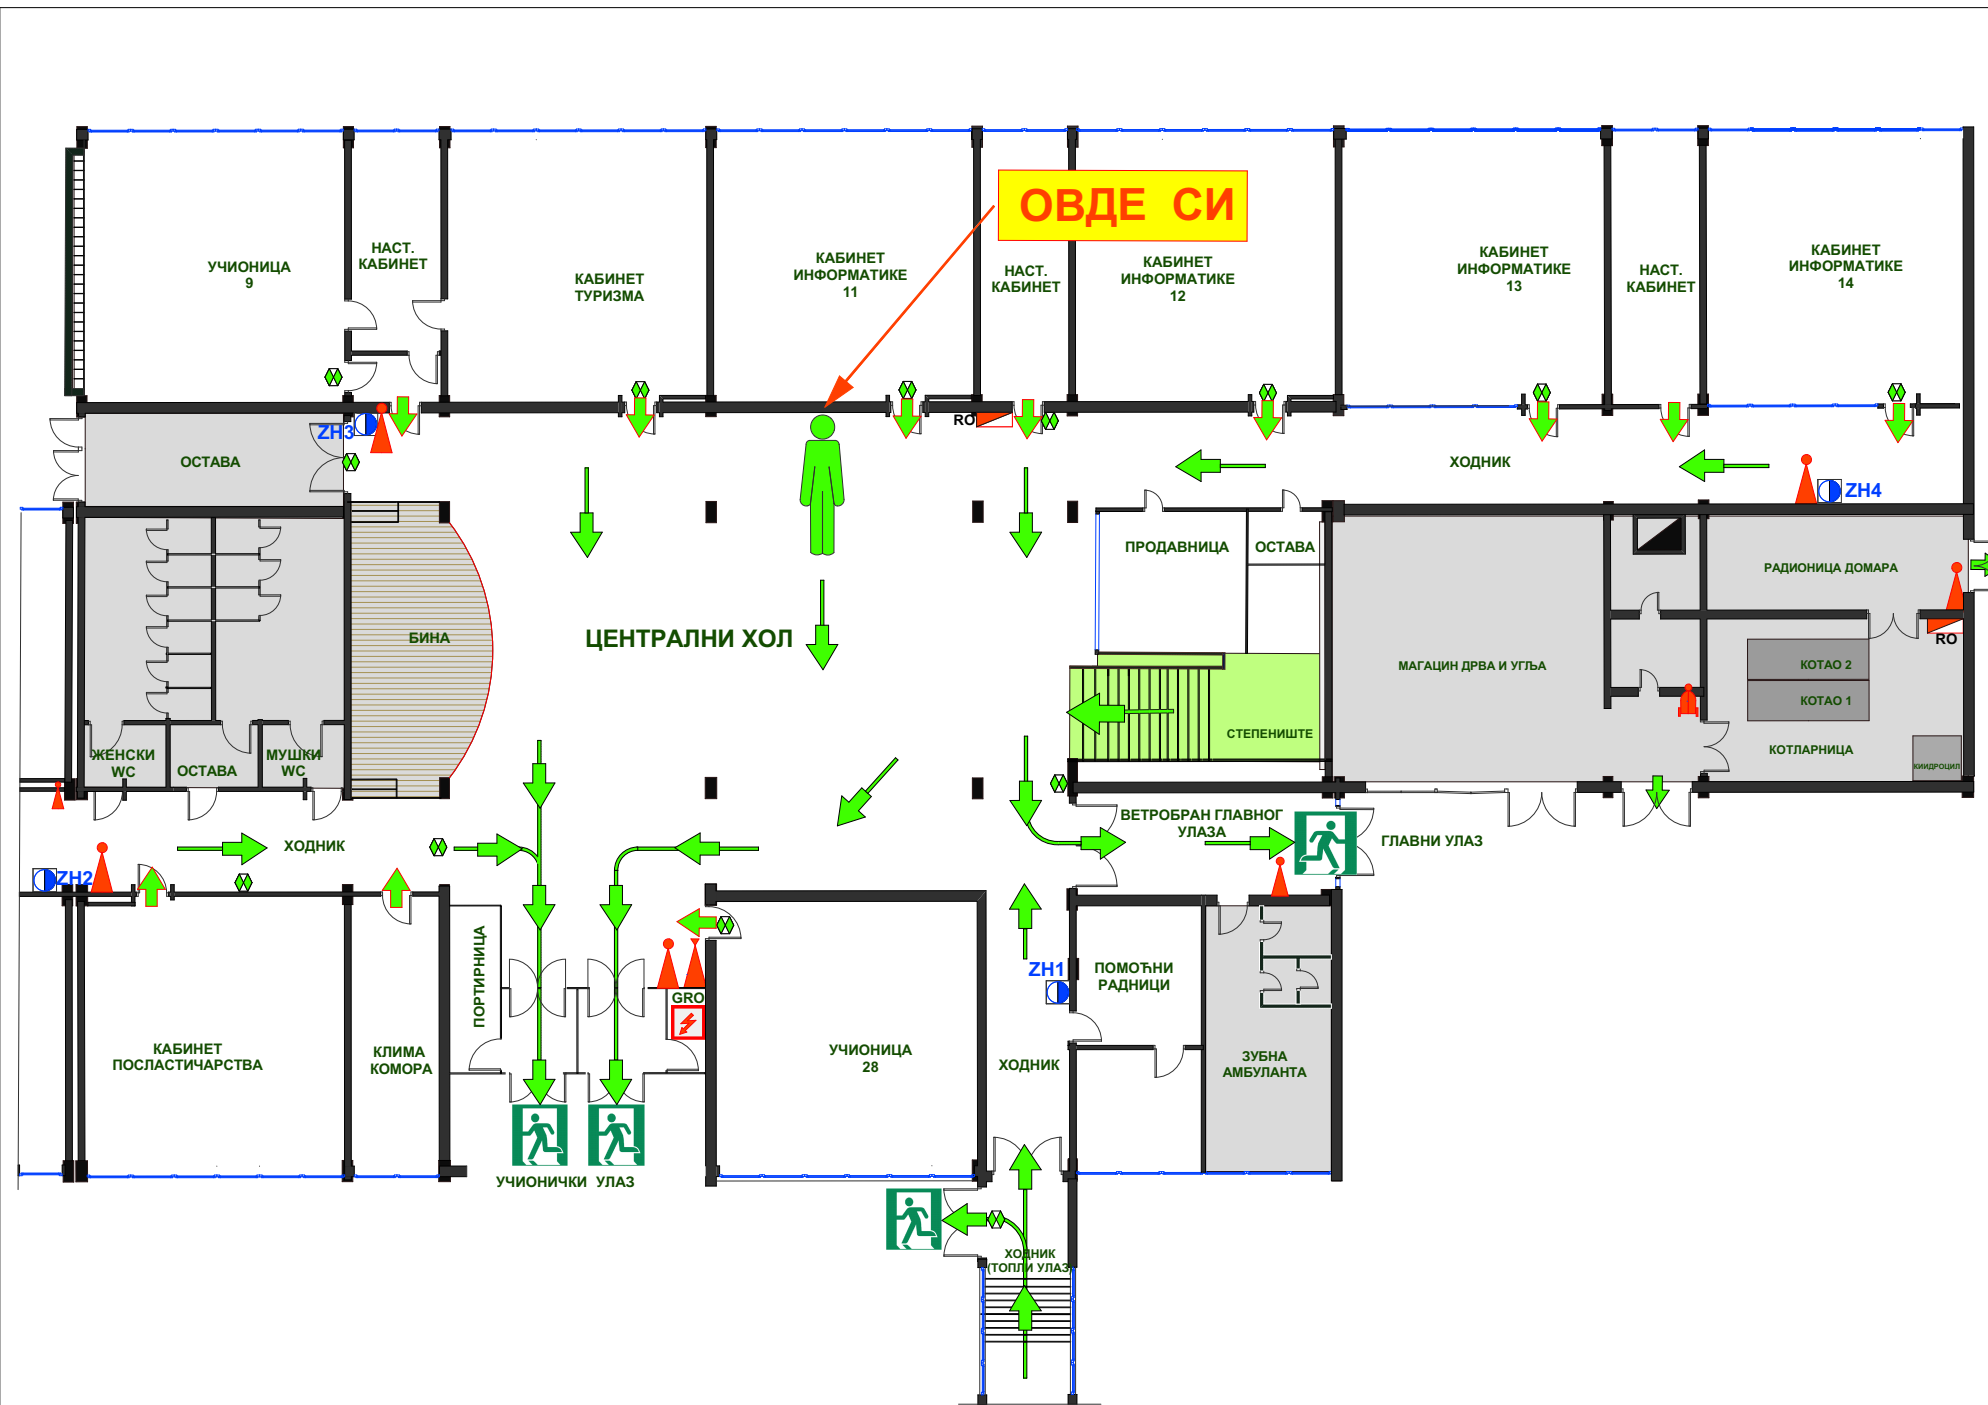 ОВДЕ СИ
УЧИОНИЦА
9
НАСТ.
КАБИНЕТ
КАБИНЕТ
ТУРИЗМА
КАБИНЕТ
ИНФОРМАТИКЕ
11
НАСТ.
КАБИНЕТ
КАБИНЕТ
ИНФОРМАТИКЕ
12
КАБИНЕТ
ИНФОРМАТИКЕ
13
НАСТ.
КАБИНЕТ
КАБИНЕТ
ИНФОРМАТИКЕ
14
ZH3
RO
ОСТАВА
ХОДНИК
ZH4
ПРОДАВНИЦА
ОСТАВА
РАДИОНИЦА ДОМАРА
БИНА
ЦЕНТРАЛНИ ХОЛ
RO
МАГАЦИН ДРВА И УГЉА
КОТАО 2
КОТАО 1
СТЕПЕНИШТЕ
КОТЛАРНИЦА
КИИДРОЦИЛ
ЖЕНСКИ
WC
ОСТАВА
МУШКИ
WC
ХОДНИК
ВЕТРОБРАН ГЛАВНОГ
УЛАЗА
ГЛАВНИ УЛАЗ
ZH2
ПОРТИРНИЦА
GRO
ZH1
ПОМОЋНИ
РАДНИЦИ
КАБИНЕТ
ПОСЛАСТИЧАРСТВА
КЛИМА
КОМОРА
УЧИОНИЦА
28
ХОДНИК
ЗУБНА
АМБУЛАНТА
УЧИОНИЧКИ УЛАЗ
ХОДНИК
(ТОПЛИ УЛАЗ)